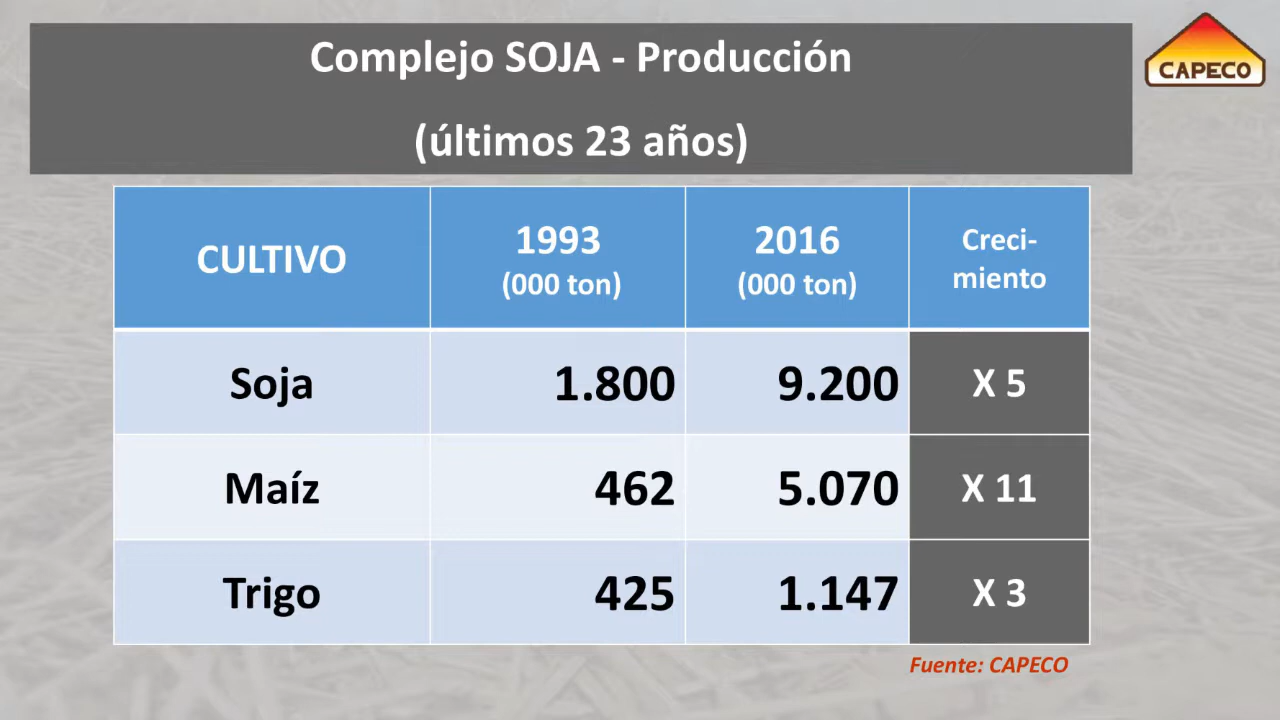 Complejo SOJA - Producción
(últimos 23 años)
CAPECO
CULTIVO
1993
(000 ton)
2016
(000 ton)
Creci-
miento
Soja
1.800
9.200
X 5
Maíz
462
5.070
X 11
Trigo
425
1.147
X 3
Fuente: CAPECO